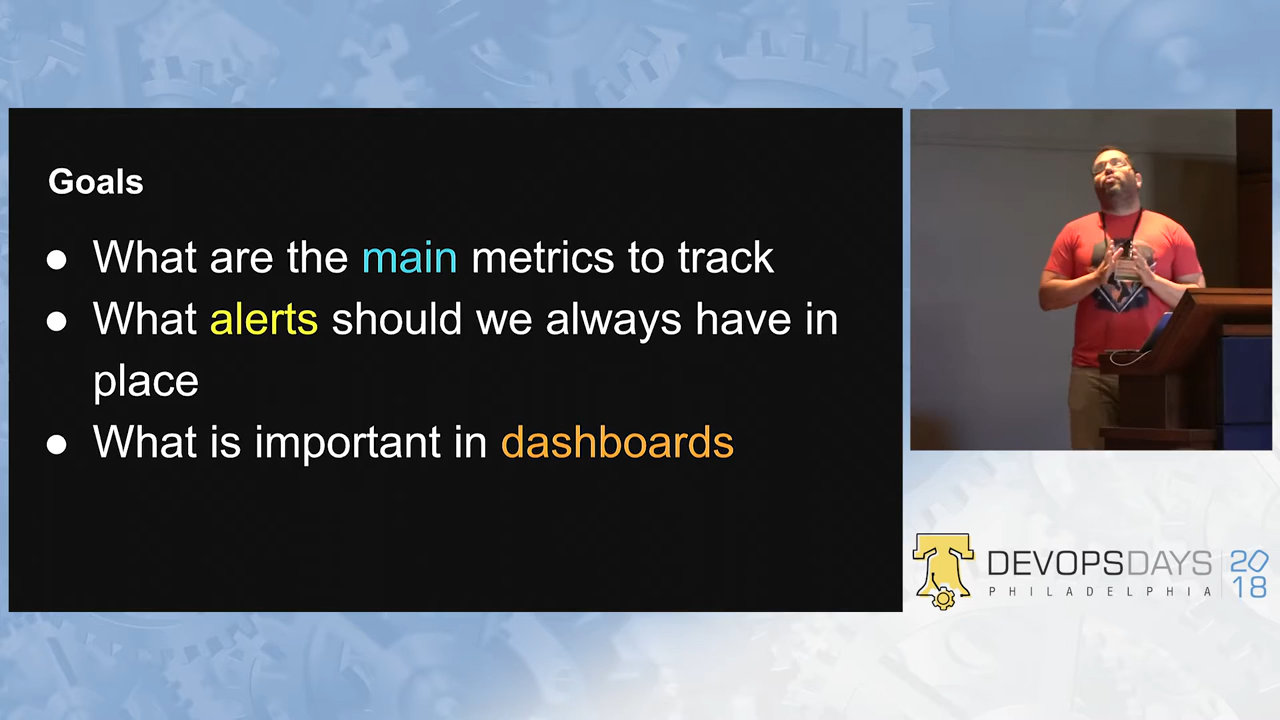 Goals
● What are the main metrics to track
● What alerts should we always have in
place
● What is important in dashboards
DEVOPSDAYS
PHILADELPHIA
20
18